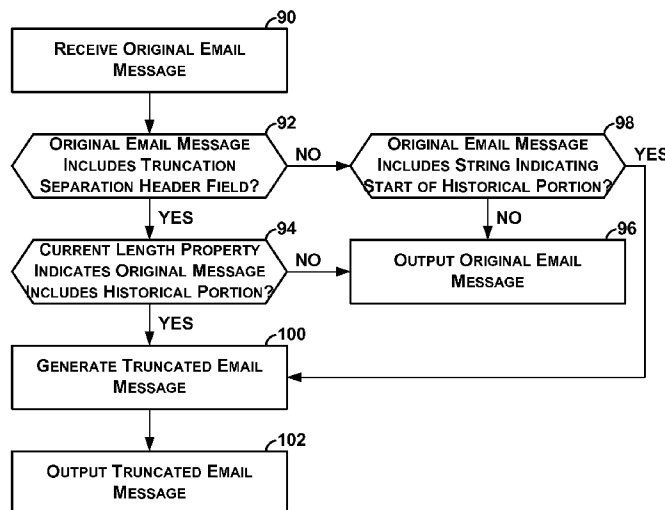 90
RECEIVE ORIGINAL EMAIL
MESSAGE
92
ORIGINAL EMAIL MESSAGE
INCLUDES TRUNCATION
SEPARATION HEADER FIELD?
NO
YES
98
ORIGINAL EMAIL MESSAGE
INCLUDES STRING INDICATING
START OF HISTORICAL PORTION?
YES
NO
94
CURRENT LENGTH PROPERTY
INDICATES ORIGINAL MESSAGE
INCLUDES HISTORICAL PORTION?
NO
YES
96
OUTPUT ORIGINAL EMAIL
MESSAGE
100
GENERATE TRUNCATED EMAIL
MESSAGE
102
OUTPUT TRUNCATED EMAIL
MESSAGE